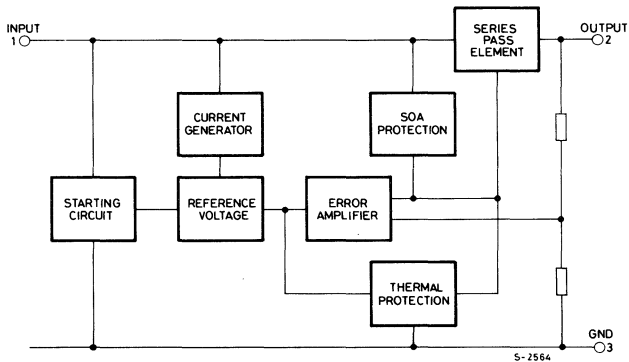 SERIES
PASS
ELEMENT
INPUT
1
OUTPUT
2
CURRENT
GENERATOR
SOA
PROTECTION
STARTING
CIRCUIT
REFERENCE
VOLTAGE
ERROR
AMPLIFIER
THERMAL
PROTECTION
GND
3
S-2564